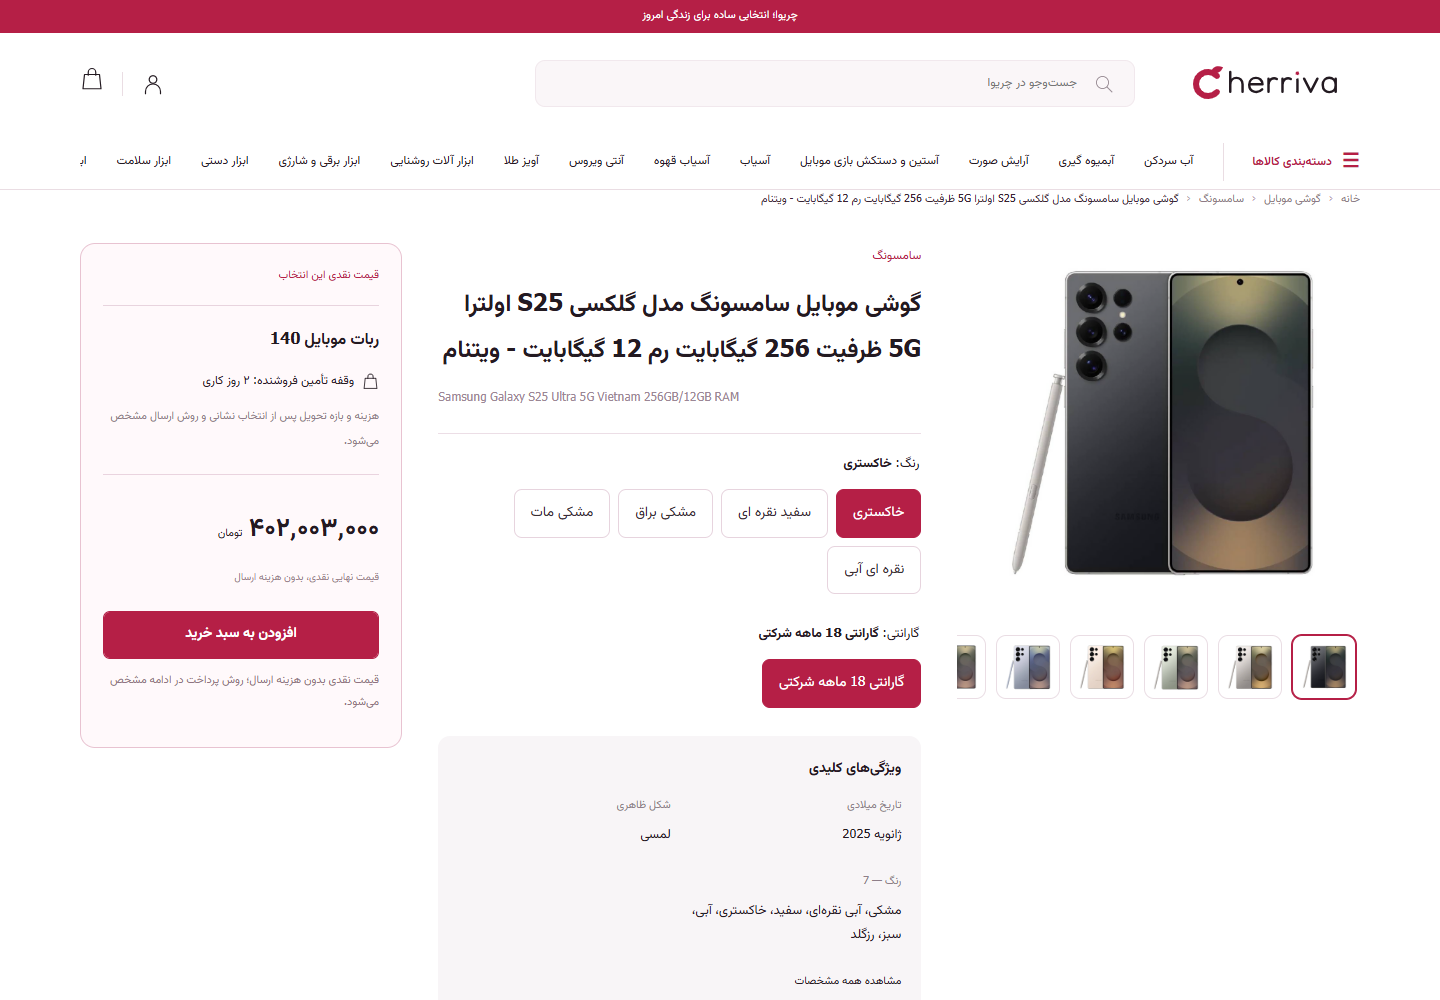 چریوا؛ انتخابی ساده برای زندگی امروز
Cherriva
جست‌وجو در چریوا
دسته‌بندی کالاها
آب سردکن
آبمیوه گیری
آرایش صورت
آستین و دستکش بازی موبایل
آسیاب
آسیاب قهوه
آنتی ویروس
آویز طلا
ابزار آلات روشنایی
ابزار برقی و شارژی
ابزار دستی
ابزار سلامت
خانه › گوشی موبایل › سامسونگ › گوشی موبایل سامسونگ مدل گلکسی S25 اولترا 5G ظرفیت 256 گیگابایت رم 12 گیگابایت - ویتنام
سامسونگ
گوشی موبایل سامسونگ مدل گلکسی S25 اولترا
5G ظرفیت 256 گیگابایت رم 12 گیگابایت - ویتنام
Samsung Galaxy S25 Ultra 5G Vietnam 256GB/12GB RAM
رنگ: خاکستری
خاکستری
سفید نقره ای
مشکی براق
مشکی مات
نقره ای آبی
گارانتی: گارانتی 18 ماهه شرکتی
گارانتی 18 ماهه شرکتی
ویژگی‌های کلیدی
تاریخ میلادی
ژانویه 2025
شکل ظاهری
لمسی
رنگ — 7
مشکی، آبی نقره‌ای، سفید، خاکستری، آبی،
سبز، رزگلد
مشاهده همه مشخصات
قیمت نقدی این انتخاب
ربات موبایل 140
وقفه تأمین فروشنده: ۲ روز کاری
هزینه و بازه تحویل پس از انتخاب نشانی و روش ارسال مشخص
می‌شود.
۴۰۲,۰۰۳,۰۰۰ تومان
قیمت نهایی نقدی، بدون هزینه ارسال
افزودن به سبد خرید
قیمت نقدی بدون هزینه ارسال؛ روش پرداخت در ادامه مشخص
می‌شود.